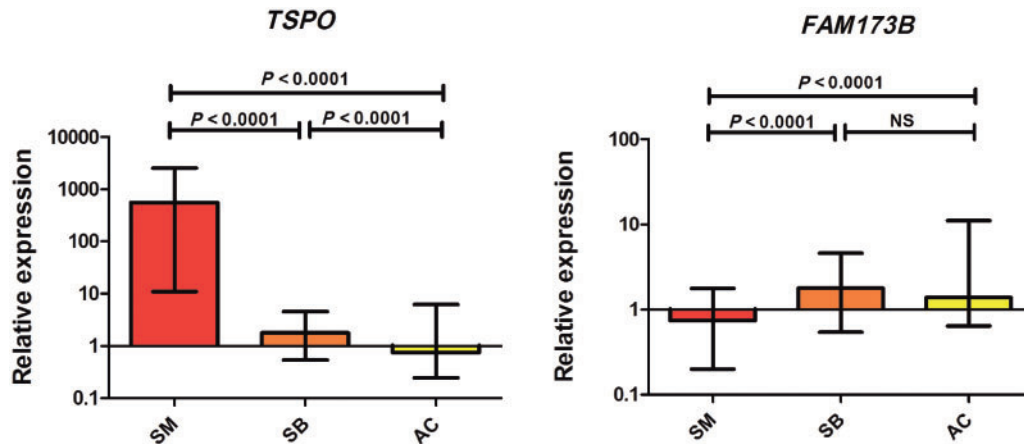 TSPO
P < 0.0001
P < 0.0001
P < 0.0001
Relative expression
10000
1000
100
10
1
0.1
SM
SB
AC
FAM173B
P < 0.0001
P < 0.0001
NS
Relative expression
100
10
1
0.1
SM
SB
AC